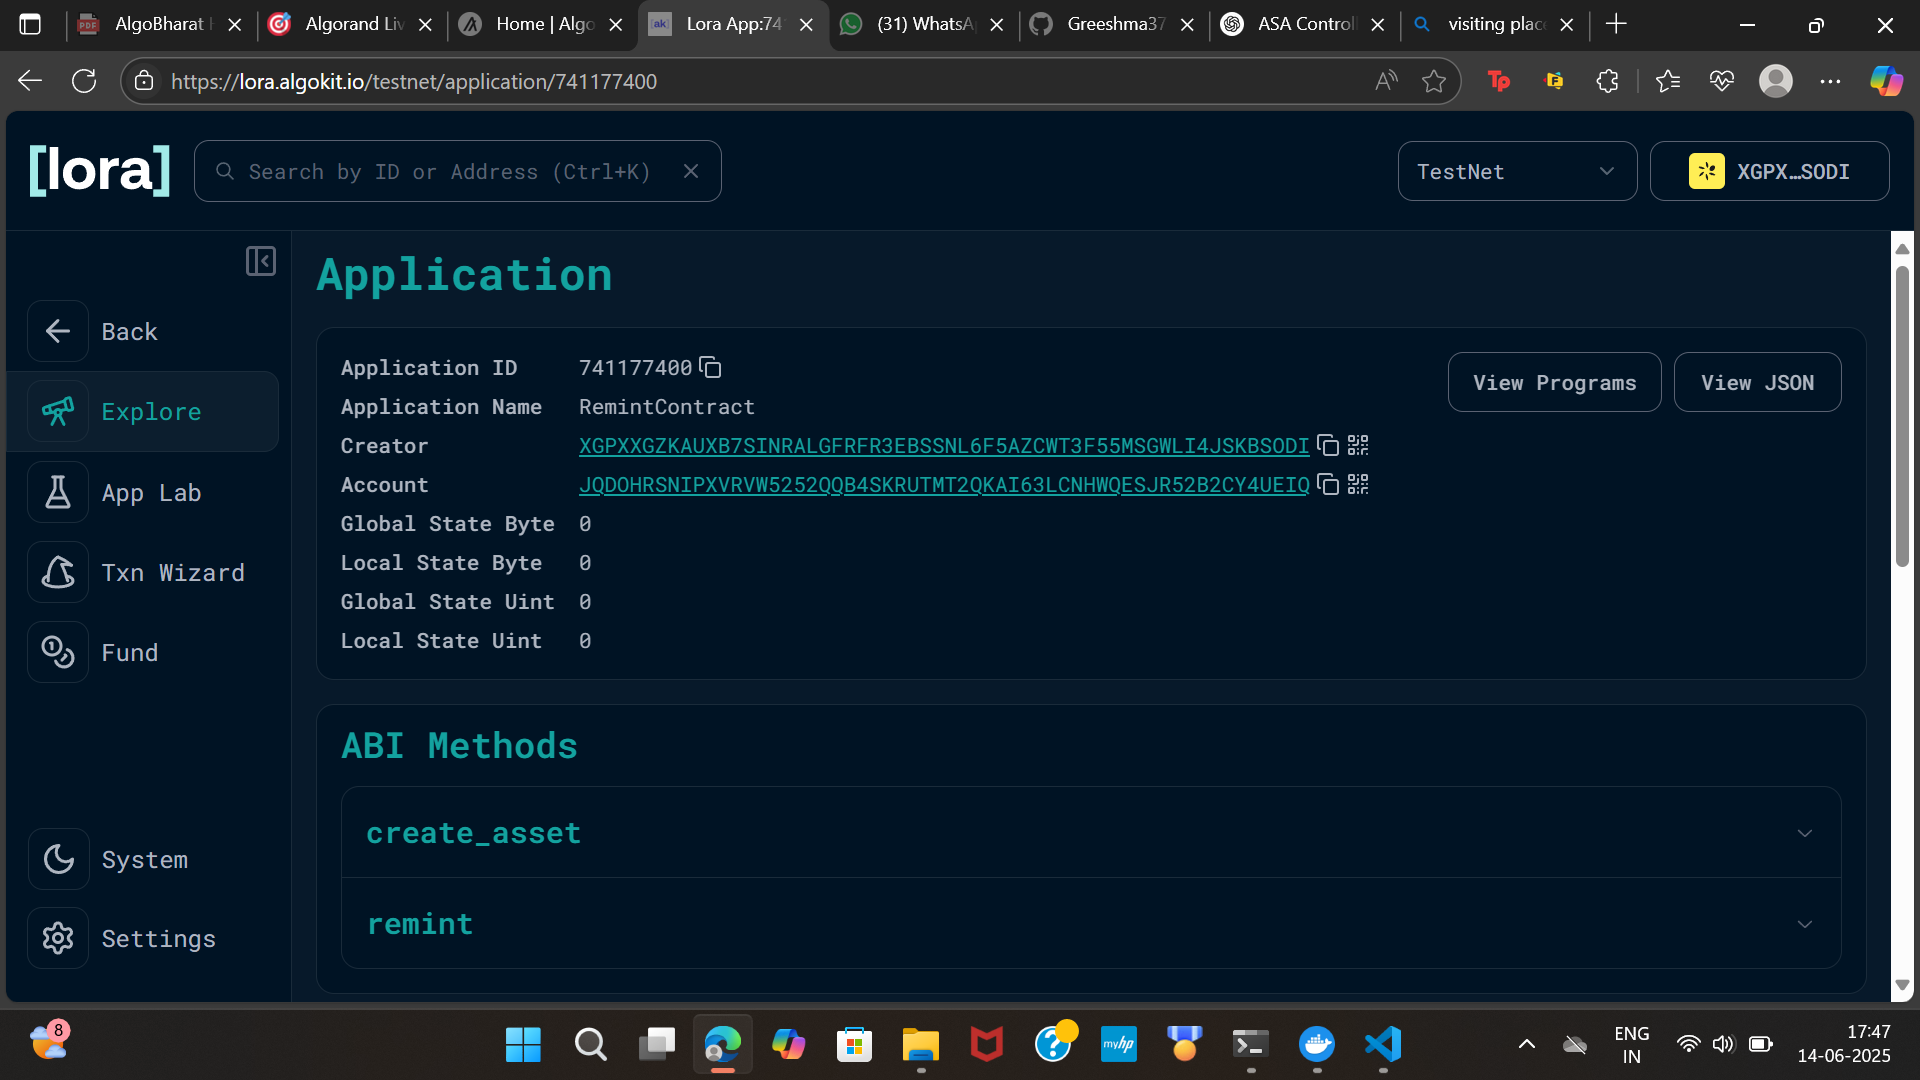 AlgoBharat
Algorand Liv
Home | Algo
Lora App:74
(31) WhatsA
Greeshma37
ASA Controll
visiting plac
https://lora.algokit.io/testnet/application/741177400
[lora]
Search by ID or Address (Ctrl+K)
TestNet
XGPX…SODI
Back
Explore
App Lab
Txn Wizard
Fund
System
Settings
Application
Application ID 741177400
Application Name RemintContract
Creator XGPXXGZKAUXB7SINRALGFRFR3EBSSNL6F5AZCWT3F55MSGWLI4JSKBSODI
Account JQDOHRSNIPXVRVW5252QQB4SKRUTMT2QKAI63LCNHWQESJR52B2CY4UEIQ
Global State Byte 0
Local State Byte 0
Global State Uint 0
Local State Uint 0
View Programs
View JSON
ABI Methods
create_asset
remint
8
myhp
ENG
IN
17:47
14-06-2025